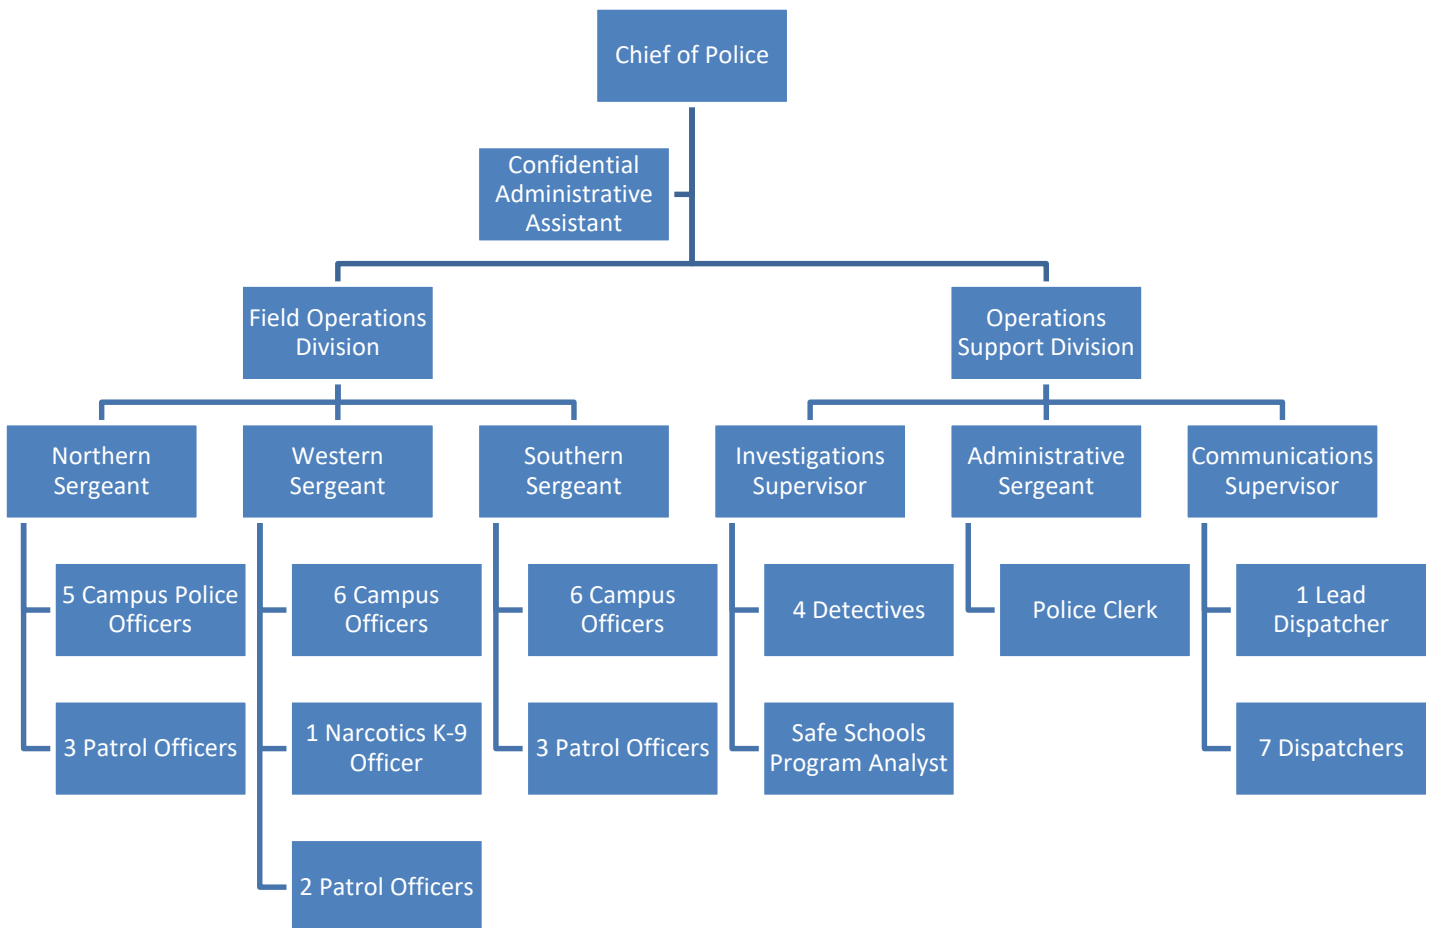 Chief of Police
Confidential
Administrative
Assistant
Field Operations
Division
Operations
Support Division
Northern
Sergeant
Western
Sergeant
Southern
Sergeant
Investigations
Supervisor
Administrative
Sergeant
Communications
Supervisor
5 Campus Police
Officers
6 Campus
Officers
6 Campus
Officers
4 Detectives
Police Clerk
1 Lead
Dispatcher
3 Patrol Officers
1 Narcotics K-9
Officer
3 Patrol Officers
Safe Schools
Program Analyst
7 Dispatchers
2 Patrol Officers